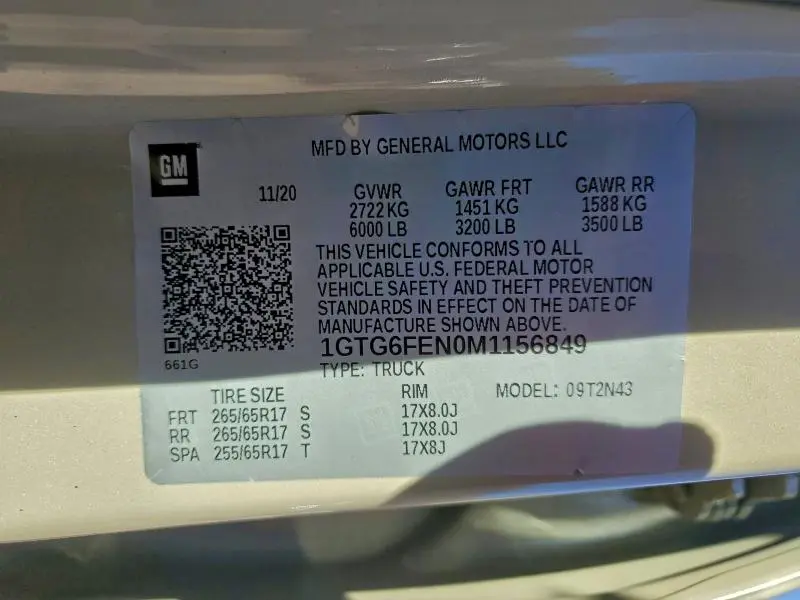 MFD BY GENERAL MOTORS LLC
GM
11/20 GVWR GAWR FRT GAWR RR
2722 KG 1451 KG 1588 KG
6000 LB 3200 LB 3500 LB
THIS VEHICLE CONFORMS TO ALL
APPLICABLE U.S. FEDERAL MOTOR
VEHICLE SAFETY AND THEFT PREVENTION
STANDARDS IN EFFECT ON THE DATE OF
MANUFACTURE SHOWN ABOVE.
1GTG6FEN0M1156849
661G
TYPE: TRUCK
TIRE SIZE RIM MODEL: 09T2N43
FRT 265/65R17 S 17X8.0J
RR 265/65R17 S 17X8.0J
SPA 255/65R17 T 17X8J